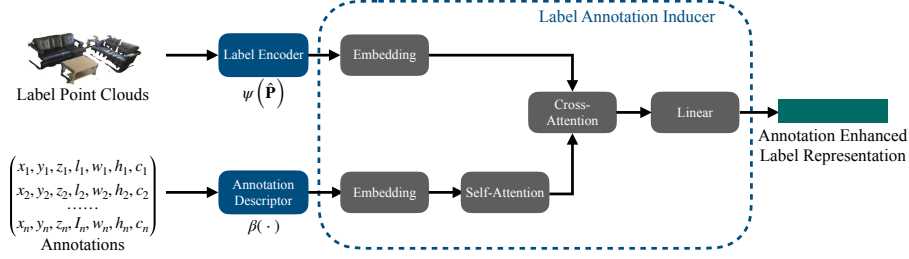 Label Annotation Inducer
Label Encoder
Embedding
Label Point Clouds
ψ(P̂)
Cross-
Attention
Linear
Annotation Enhanced
Label Representation
x₁, y₁, z₁, l₁, w₁, h₁, c₁
x₂, y₂, z₂, l₂, w₂, h₂, c₂
......
xₙ, yₙ, zₙ, Iₙ, wₙ, hₙ, cₙ
Annotations
Annotation
Descriptor
β( · )
Embedding
Self-Attention